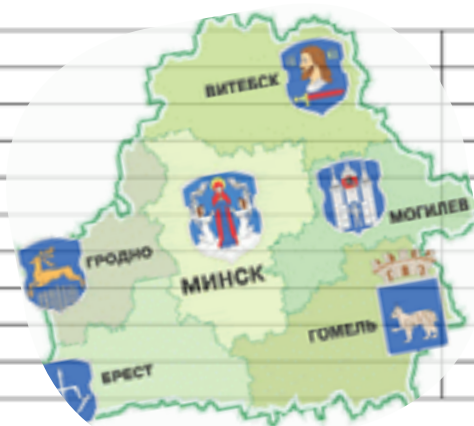 ВИТЕБСК
МОГИЛЕВ
ГРОДНО
МИНСК
ГОМЕЛЬ
БРЕСТ